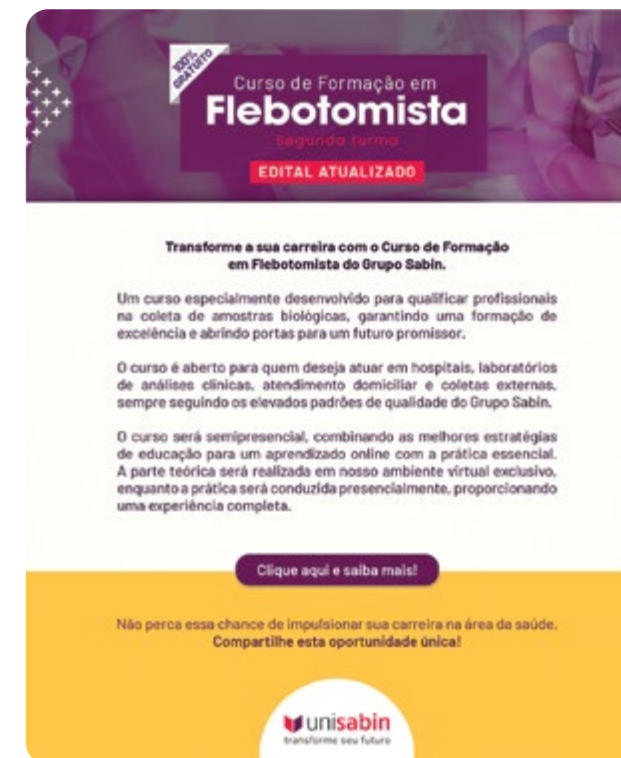 100%
GRATUITO
Curso de Formação em
Flebotomista
Segunda turma
EDITAL ATUALIZADO
Transforme a sua carreira com o Curso de Formação
em Flebotomista do Grupo Sabin.
Um curso especialmente desenvolvido para qualificar profissionais
na coleta de amostras biológicas, garantindo uma formação de
excelência e abrindo portas para um futuro promissor.
O curso é aberto para quem deseja atuar em hospitais, laboratórios
de análises clínicas, atendimento domiciliar e coletas externas,
sempre seguindo os elevados padrões de qualidade do Grupo Sabin.
O curso será semipresencial, combinando as melhores estratégias
de educação para um aprendizado online com a prática essencial.
A parte teórica será realizada em nosso ambiente virtual exclusivo,
enquanto a prática será conduzida presencialmente, proporcionando
uma experiência completa.
Clique aqui e saiba mais!
Não perca essa chance de impulsionar sua carreira na área da saúde.
Compartilhe esta oportunidade única!
unisabin
transforme seu futuro